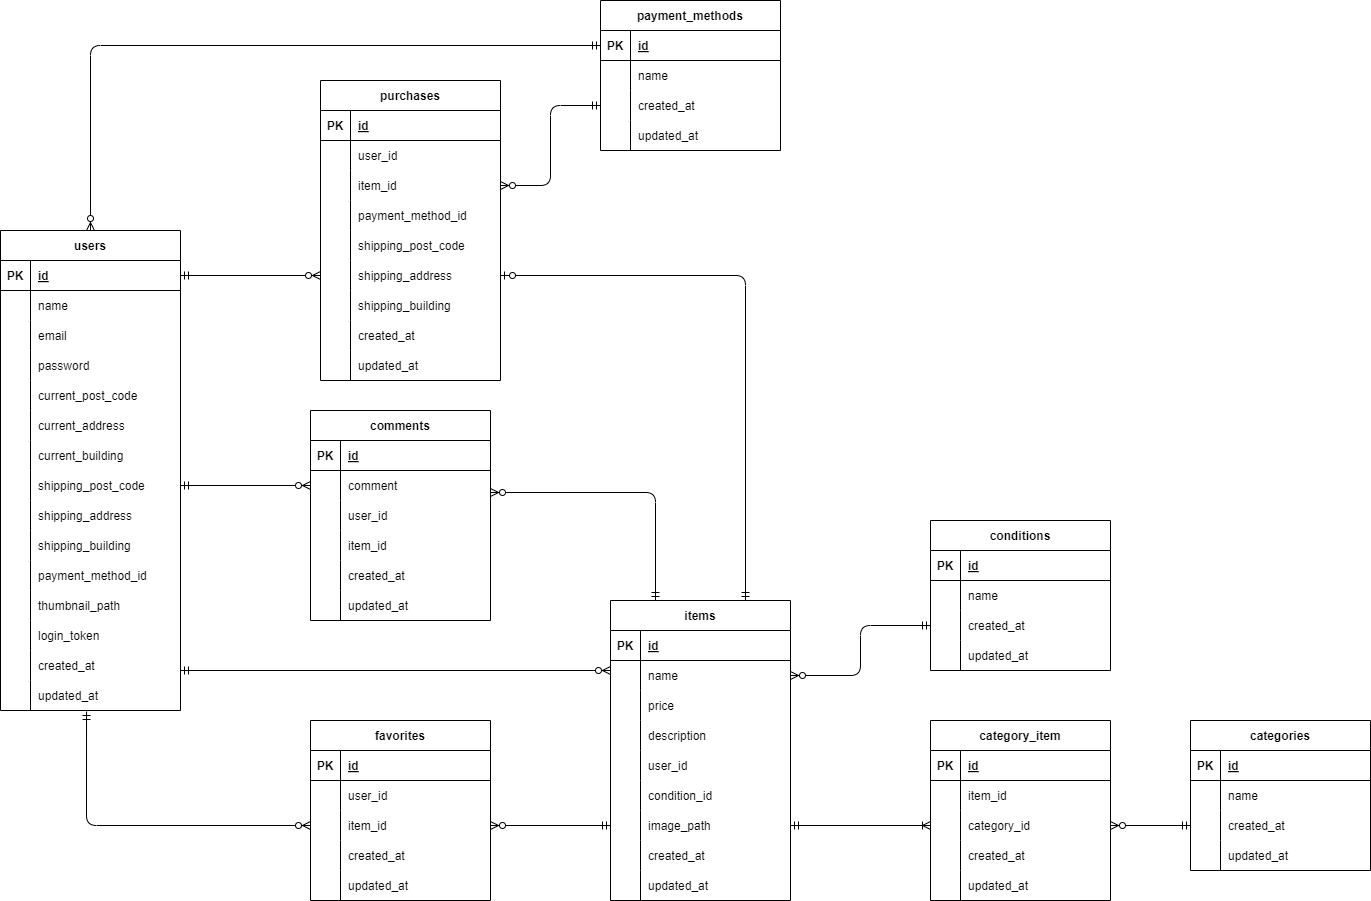 payment_methods
PK id
name
created_at
updated_at
purchases
PK id
user_id
item_id
payment_method_id
shipping_post_code
shipping_address
shipping_building
created_at
updated_at
users
PK id
name
email
password
current_post_code
current_address
current_building
shipping_post_code
shipping_address
shipping_building
payment_method_id
thumbnail_path
login_token
created_at
updated_at
comments
PK id
comment
user_id
item_id
created_at
updated_at
conditions
PK id
name
created_at
updated_at
items
PK id
name
price
description
user_id
condition_id
image_path
created_at
updated_at
favorites
PK id
user_id
item_id
created_at
updated_at
category_item
PK id
item_id
category_id
created_at
updated_at
categories
PK id
name
created_at
updated_at